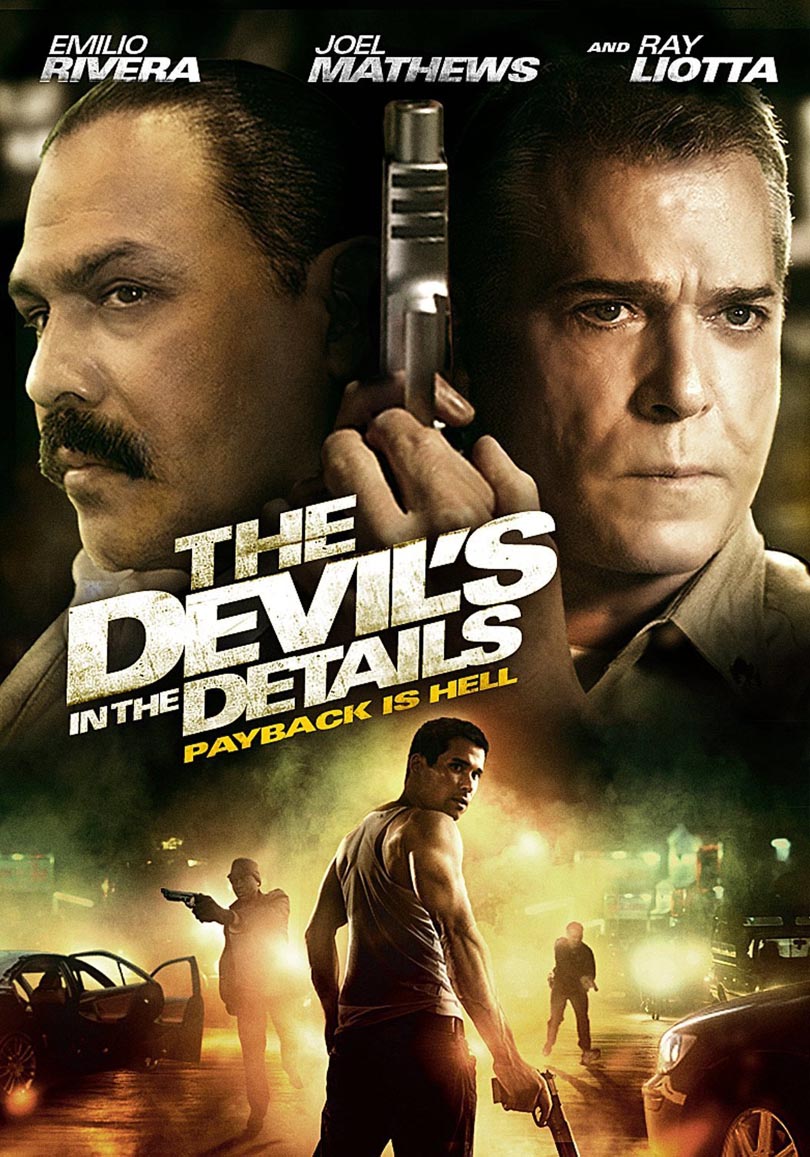 EMILIO RIVERA
JOEL MATHEWS
AND RAY LIOTTA
THE
DEVIL'S
IN THE DETAILS
PAYBACK IS HELL